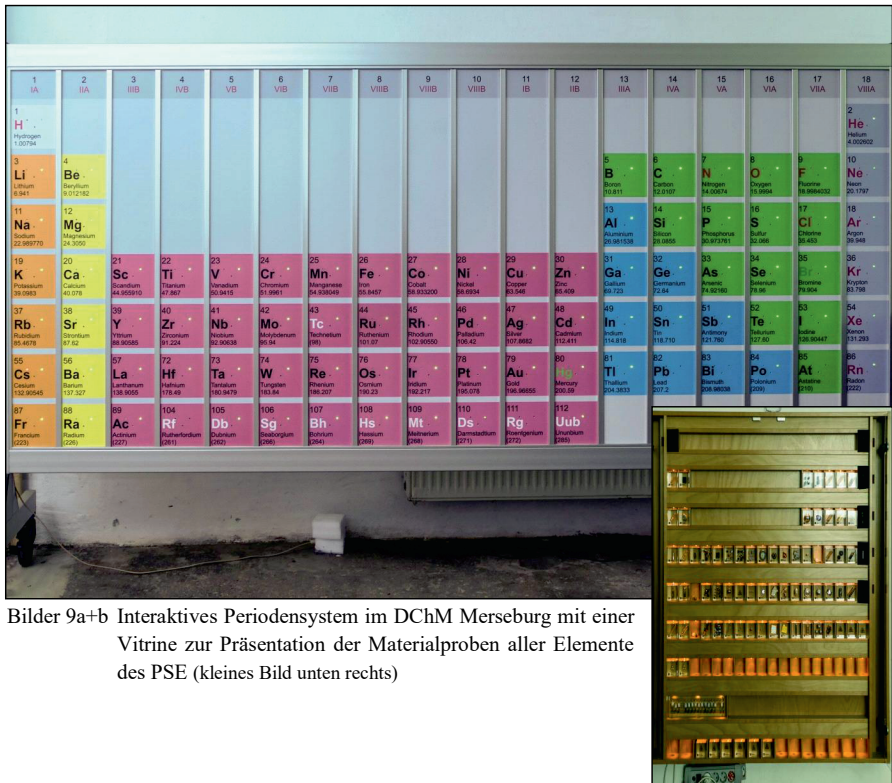 1 2 3 4 5 6 7 8 9 10 11 12 13 14 15 16 17 18
IA IIA IIIB IVB VB VIB VIIB VIIIB VIIIB VIIIB IB IIB IIIA IVA VA VIA VIIA VIIIA
1 2
H He
Hydrogen Helium
1.00794 4.002602
3 4 5 6 7 8 9 10
Li Be B C N O F Ne
Lithium Beryllium Boron Carbon Nitrogen Oxygen Fluorine Neon
6.941 9.012182 10.811 12.0107 14.00674 15.9994 18.9984032 20.1797
11 12 13 14 15 16 17 18
Na Mg Al Si P S Cl Ar
Sodium Magnesium Aluminium Silicon Phosphorus Sulfur Chlorine Argon
22.989770 24.3050 26.981538 28.0855 30.973761 32.066 35.453 39.948
19 20 21 22 23 24 25 26 27 28 29 30 31 32 33 34 35 36
K Ca Sc Ti V Cr Mn Fe Co Ni Cu Zn Ga Ge As Se Br Kr
Potassium Calcium Scandium Titanium Vanadium Chromium Manganese Iron Cobalt Nickel Copper Zinc Gallium Germanium Arsenic Selenium Bromine Krypton
39.0983 40.078 44.955910 47.867 50.9415 51.9961 54.938049 55.8457 58.933200 58.6934 63.546 65.409 69.723 72.64 74.92160 78.96 79.904 83.798
37 38 39 40 41 42 43 44 45 46 47 48 49 50 51 52 53 54
Rb Sr Y Zr Nb Mo Tc Ru Rh Pd Ag Cd In Sn Sb Te I Xe
Rubidium Strontium Yttrium Zirconium Niobium Molybdenum Technetium Ruthenium Rhodium Palladium Silver Cadmium Indium Tin Antimony Tellurium Iodine Xenon
85.4678 87.62 88.90585 91.224 92.90638 95.94 (98) 101.07 102.90550 106.42 107.8682 112.411 114.818 118.710 121.760 127.60 126.90447 131.293
55 56 57 72 73 74 75 76 77 78 79 80 81 82 83 84 85 86
Cs Ba La Hf Ta W Re Os Ir Pt Au Hg Tl Pb Bi Po At Rn
Cesium Barium Lanthanum Hafnium Tantalum Tungsten Rhenium Osmium Iridium Platinum Gold Mercury Thallium Lead Bismuth Polonium Astatine Radon
132.90545 137.327 138.9055 178.49 180.9479 183.84 186.207 190.23 192.217 195.078 196.96655 200.59 204.3833 207.2 208.98038 (209) (210) (222)
87 88 89 104 105 106 107 108 109 110 111 112
Fr Ra Ac Rf Db Sg Bh Hs Mt Ds Rg Uub
Francium Radium Actinium Rutherfordium Dubnium Seaborgium Bohrium Hassium Meitnerium Darmstadtium Roentgenium Ununbium
(223) (226) (227) (261) (262) (266) (264) (269) (268) (271) (272) (285)
Bilder 9a+b Interaktives Periodensystem im DChM Merseburg mit einer
Vitrine zur Präsentation der Materialproben aller Elemente
des PSE (kleines Bild unten rechts)